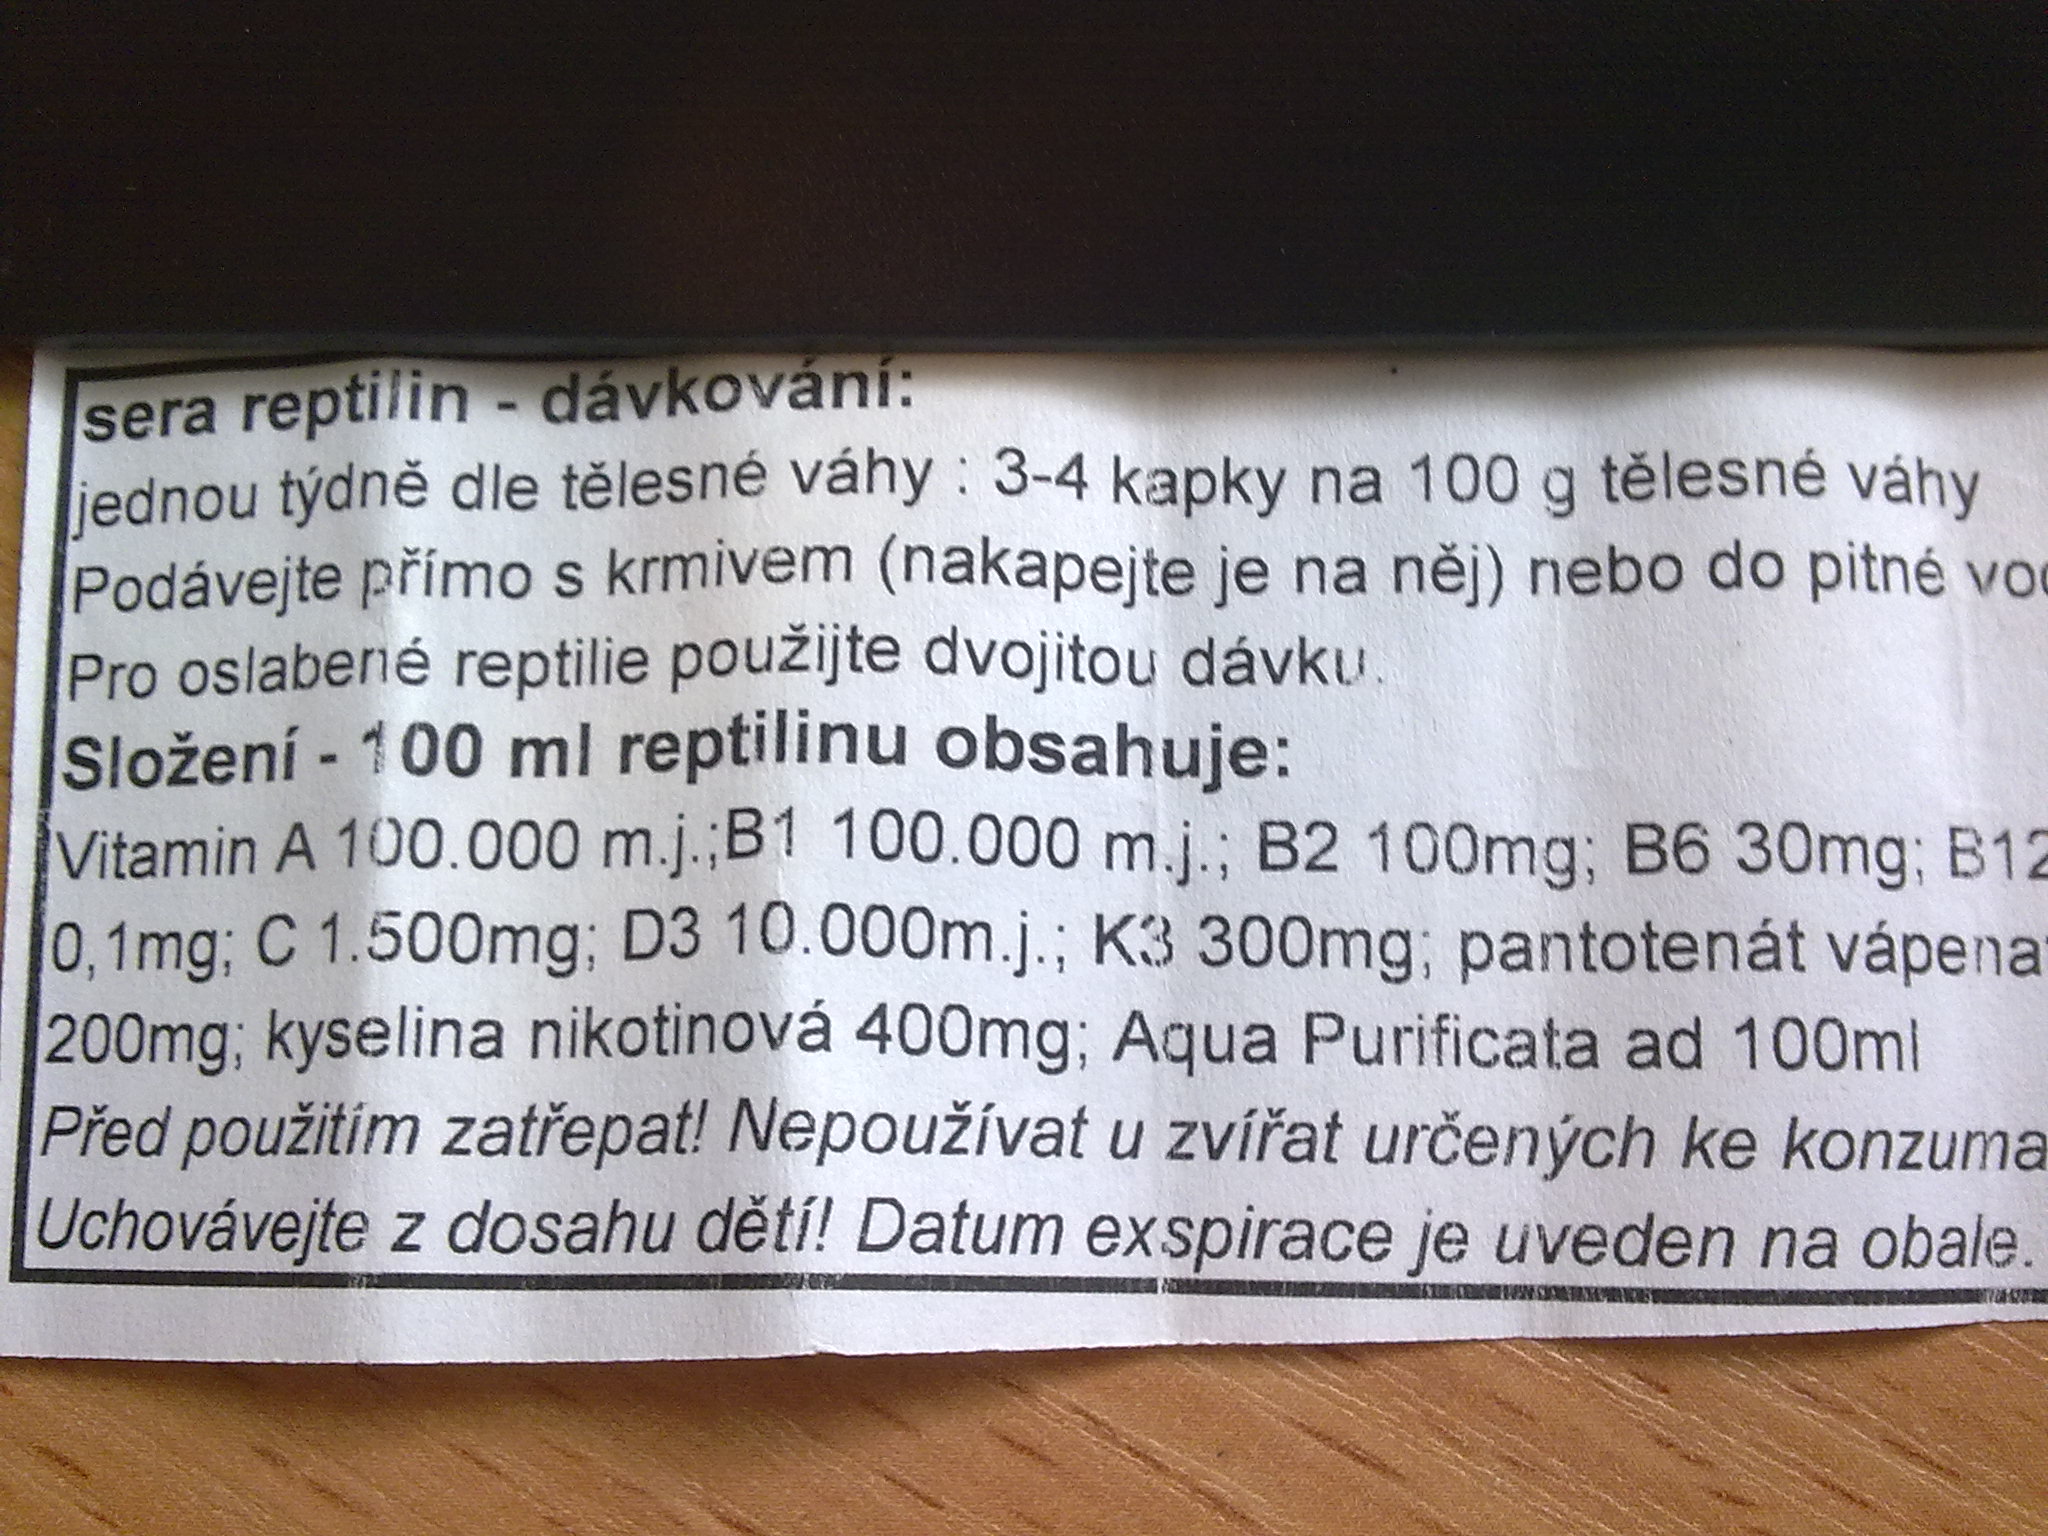 sera reptilin - dávkování:
jednou týdně dle tělesné váhy : 3-4 kapky na 100 g tělesné váhy
Podávejte přímo s krmivem (nakapejte je na něj) nebo do pitné
Pro oslabené reptilie použijte dvojitou dávku.
Složení - 100 ml reptilinu obsahuje:
Vitamin A 100.000 m.j.;B1 100.000 m.j.; B2 100mg; B6 30mg; B12
0,1mg; C 1.500mg; D3 10.000m.j.; K3 300mg; pantotenát
200mg; kyselina nikotinová 400mg; Aqua Purificata ad 100ml
Před použitím zatřepat! Nepoužívat u zvířat určených ke
Uchovávejte z dosahu dětí! Datum exspirace je uveden na obale.